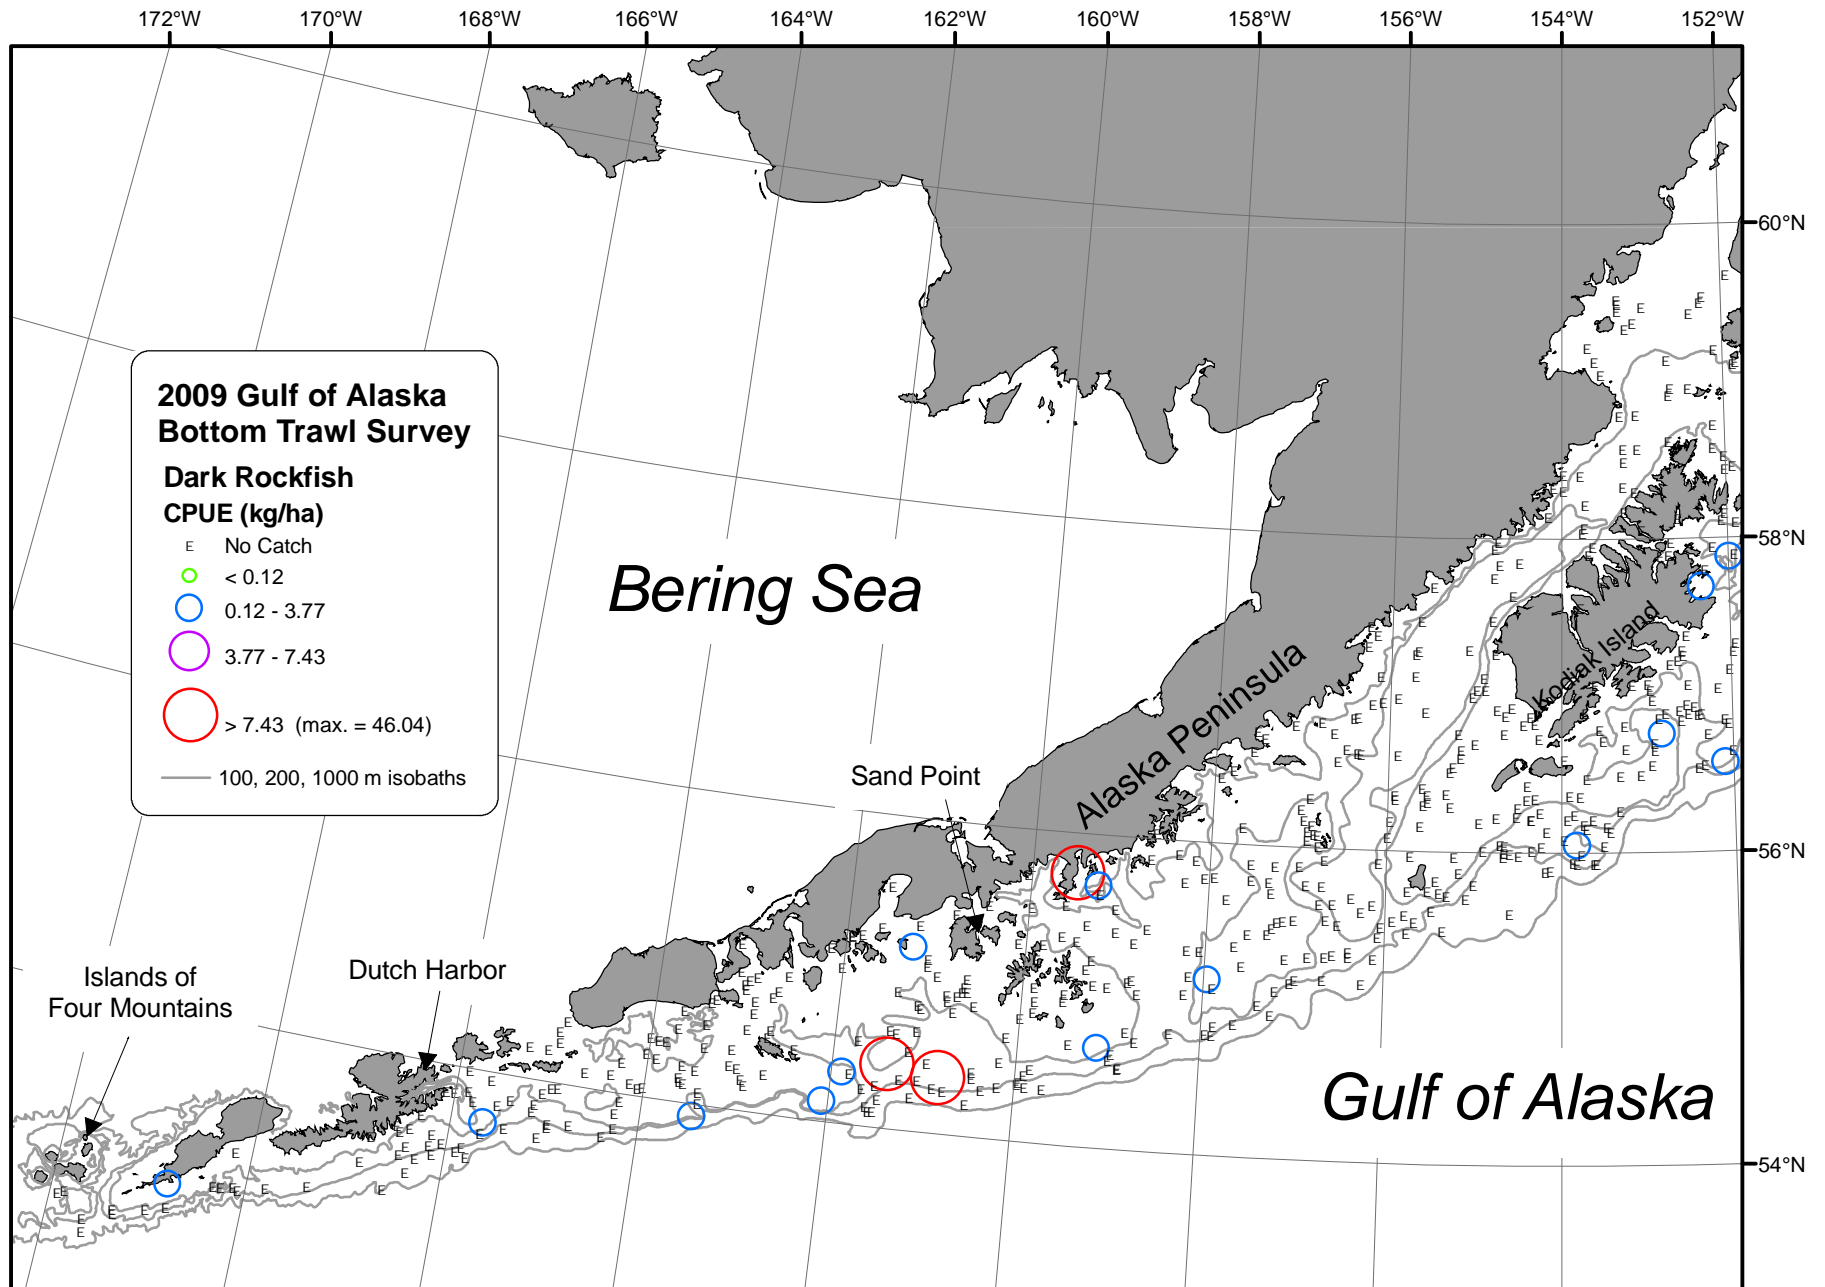 172°W 170°W 168°W 166°W 164°W 162°W 160°W 158°W 156°W 154°W 152°W
60°N
2009 Gulf of Alaska
Bottom Trawl Survey
Dark Rockfish
CPUE (kg/ha)
E No Catch
< 0.12
0.12 - 3.77
3.77 - 7.43
> 7.43 (max. = 46.04)
100, 200, 1000 m isobaths
58°N
Bering Sea
Kodiak Island
Alaska Peninsula
Sand Point
56°N
Islands of
Four Mountains
Dutch Harbor
Gulf of Alaska
54°N